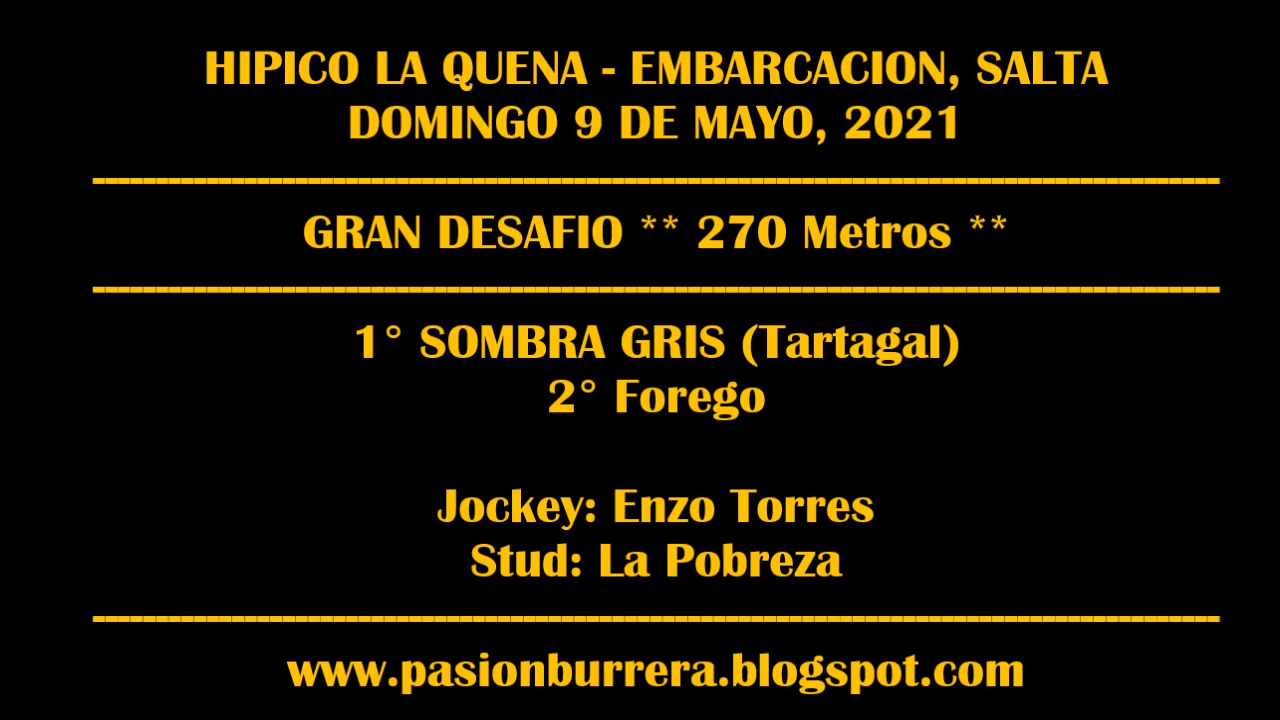 HIPICO LA QUENA - EMBARCACION, SALTA
DOMINGO 9 DE MAYO, 2021
GRAN DESAFIO ** 270 Metros **
1° SOMBRA GRIS (Tartagal)
2° Forego
Jockey: Enzo Torres
Stud: La Pobreza
www.pasionburrera.blogspot.com